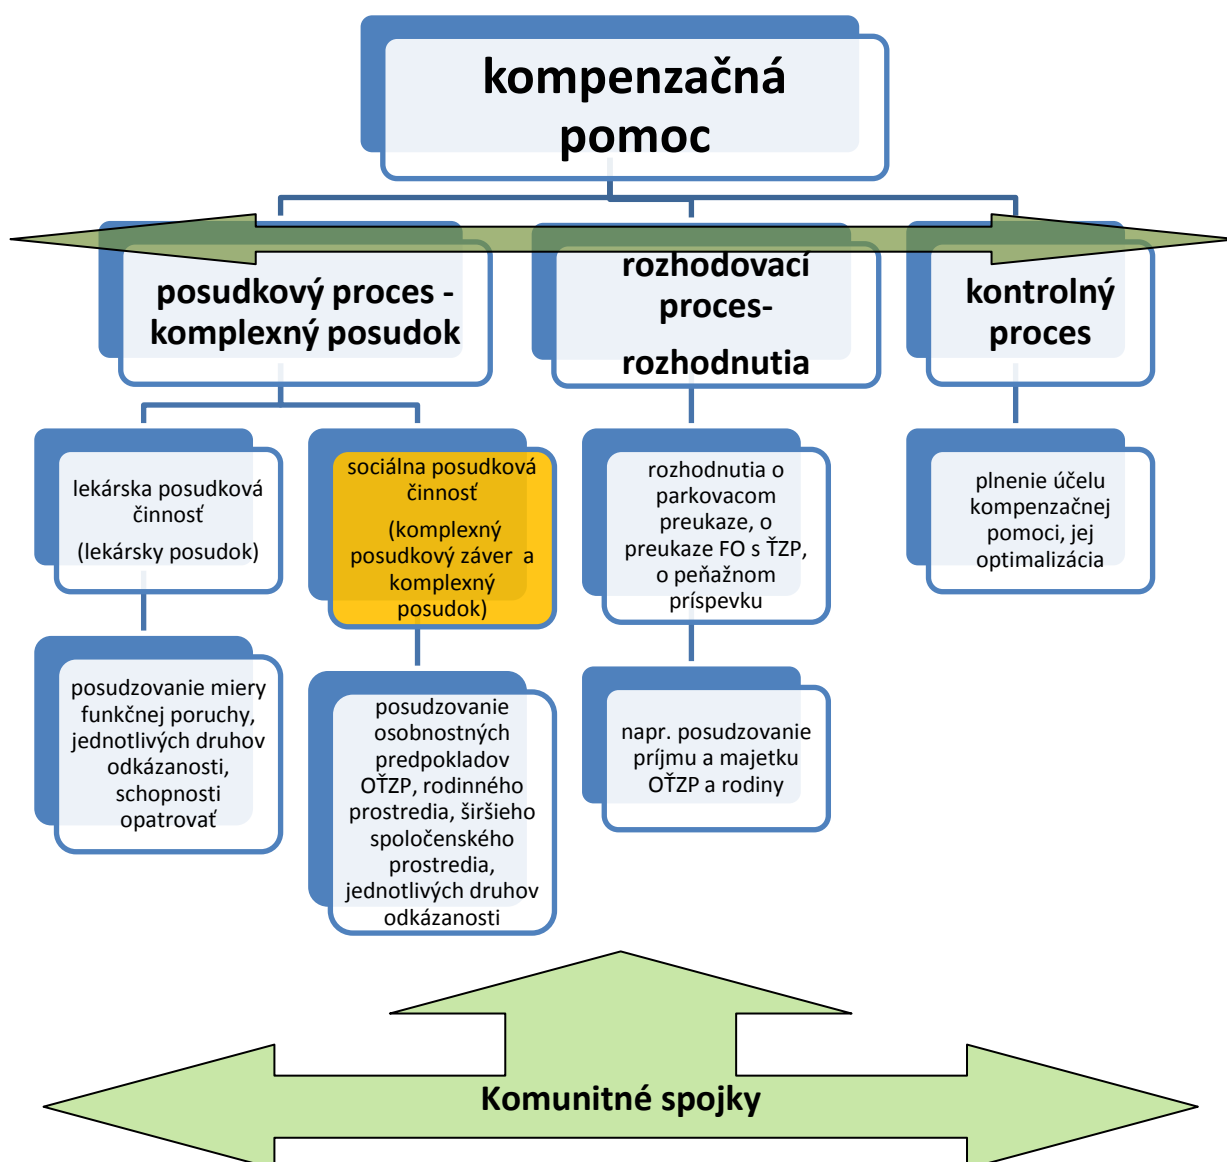 kompenzačná
pomoc
posudkový proces -
komplexný posudok
rozhodovací
proces-
rozhodnutia
kontrolný
proces
lekárska posudková
činnosť
(lekársky posudok)
sociálna posudková
činnosť
(komplexný
posudkový záver a
komplexný
posudok)
rozhodnutia o
parkovacom
preukaze, o
preukaze FO s ŤZP,
o peňažnom
príspevku
plnenie účelu
kompenzačnej
pomoci, jej
optimalizácia
posudzovanie miery
funkčnej poruchy,
jednotlivých druhov
odkázanosti,
schopnosti
opatrovať
posudzovanie
osobnostných
predpokladov
OŤZP, rodinného
prostredia, širšieho
spoločenského
prostredia,
jednotlivých druhov
odkázanosti
napr. posudzovanie
príjmu a majetku
OŤZP a rodiny
Komunitné spojky